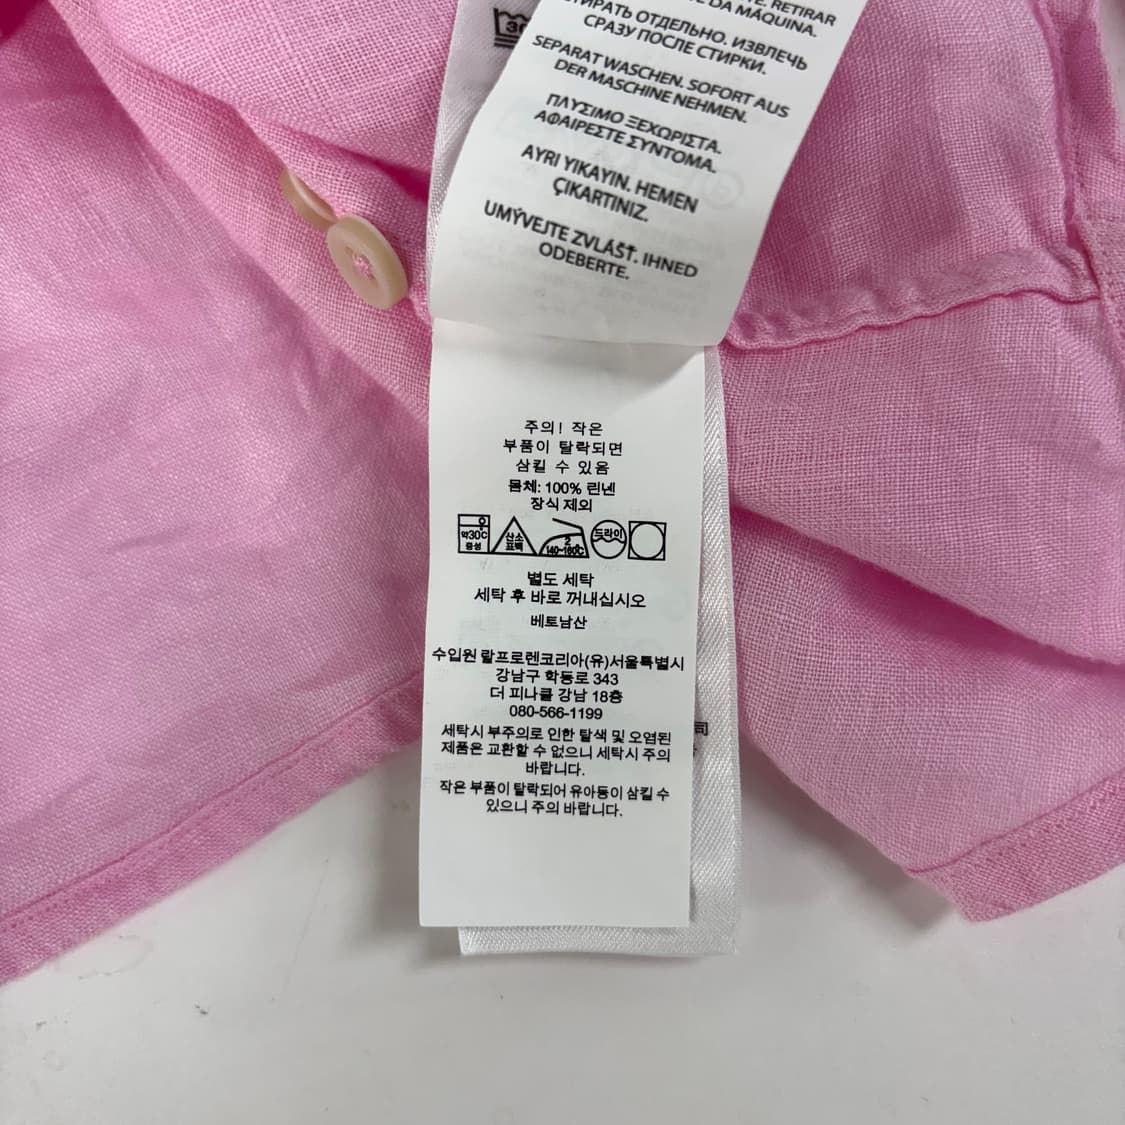 30
E. RETIRAR
E DA MÁQUINA.
СТИРАТЬ ОТДЕЛЬНО. ИЗВЛЕЧЬ
СРАЗУ ПОСЛЕ СТИРКИ.
SEPARAT WASCHEN. SOFORT AUS
DER MASCHINE NEHMEN.
ΠΛΥΣΙΜΟ ΞΕΧΩΡΙΣΤΑ.
ΑΦΑΙΡΕΣΤΕ ΣΥΝΤΟΜΑ.
AYRI YIKAYIN. HEMEN
ÇIKARTINIZ.
UMÝVEJTE ZVLÁŠŤ. IHNED
ODEBERTE.
주의! 작은
부품이 탈락되면
삼킬 수 있음
몸체: 100% 린넨
장식 제외
약30℃
중성
산소
표백
2
140~160℃
드라이
별도 세탁
세탁 후 바로 꺼내십시오
베트남산
수입원 랄프로렌코리아(유)서울특별시
강남구 학동로 343
더 피나클 강남 18층
080-566-1199
세탁시 부주의로 인한 탈색 및 오염된
제품은 교환할 수 없으니 세탁시 주의
바랍니다.
작은 부품이 탈락되어 유아등이 삼킬 수
있으니 주의 바랍니다.
司